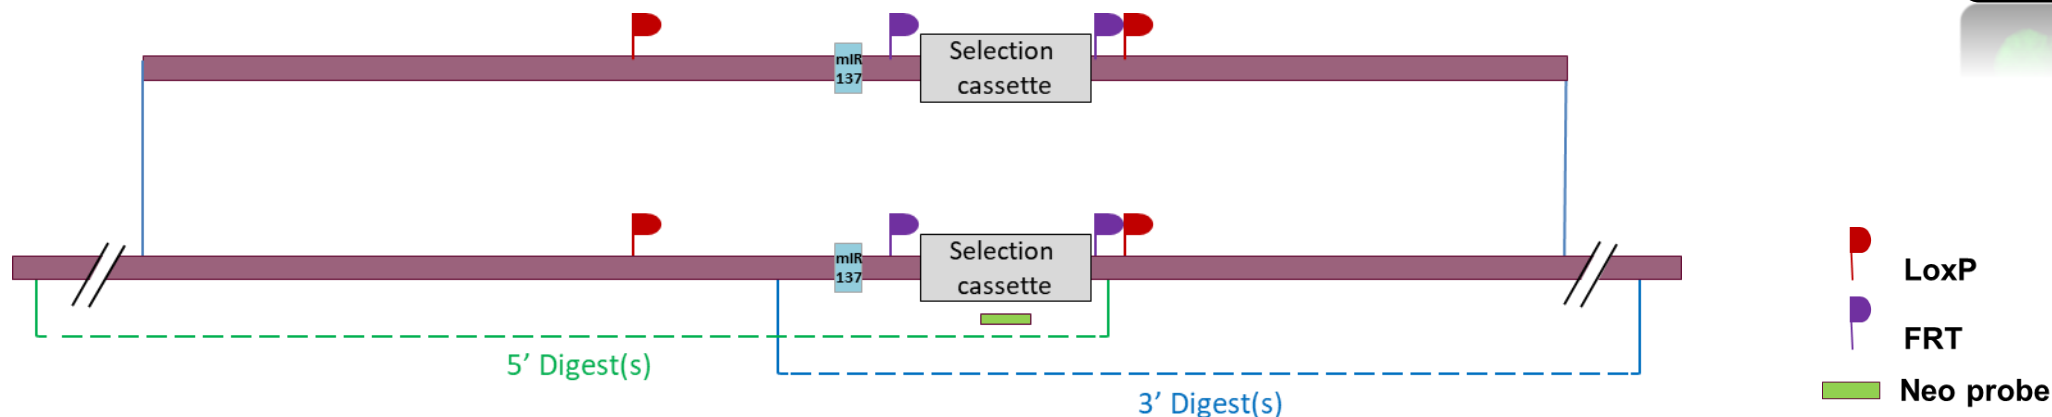 mIR
137
Selection
cassette
mIR
137
Selection
cassette
5’ Digest(s)
3’ Digest(s)
LoxP
FRT
Neo probe